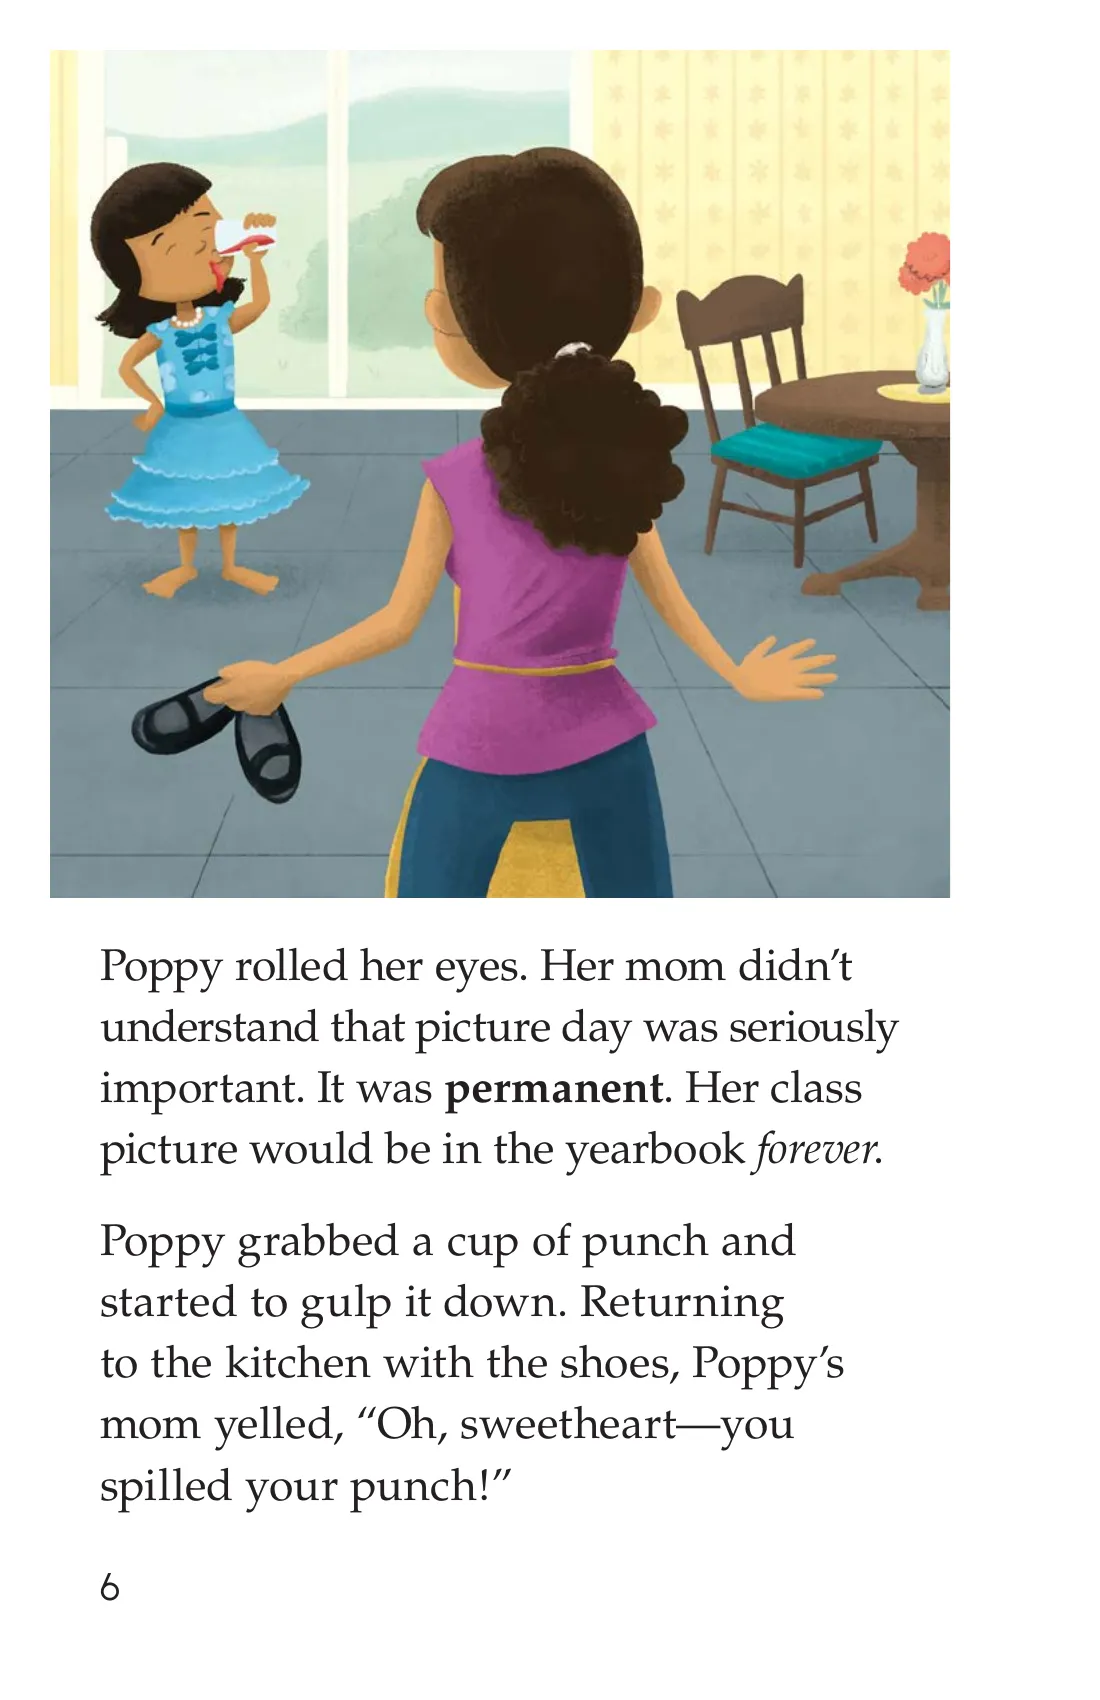 Poppy rolled her eyes. Her mom didn’t
understand that picture day was seriously
important. It was permanent. Her class
picture would be in the yearbook forever.
Poppy grabbed a cup of punch and
started to gulp it down. Returning
to the kitchen with the shoes, Poppy’s
mom yelled, “Oh, sweetheart—you
spilled your punch!”
6